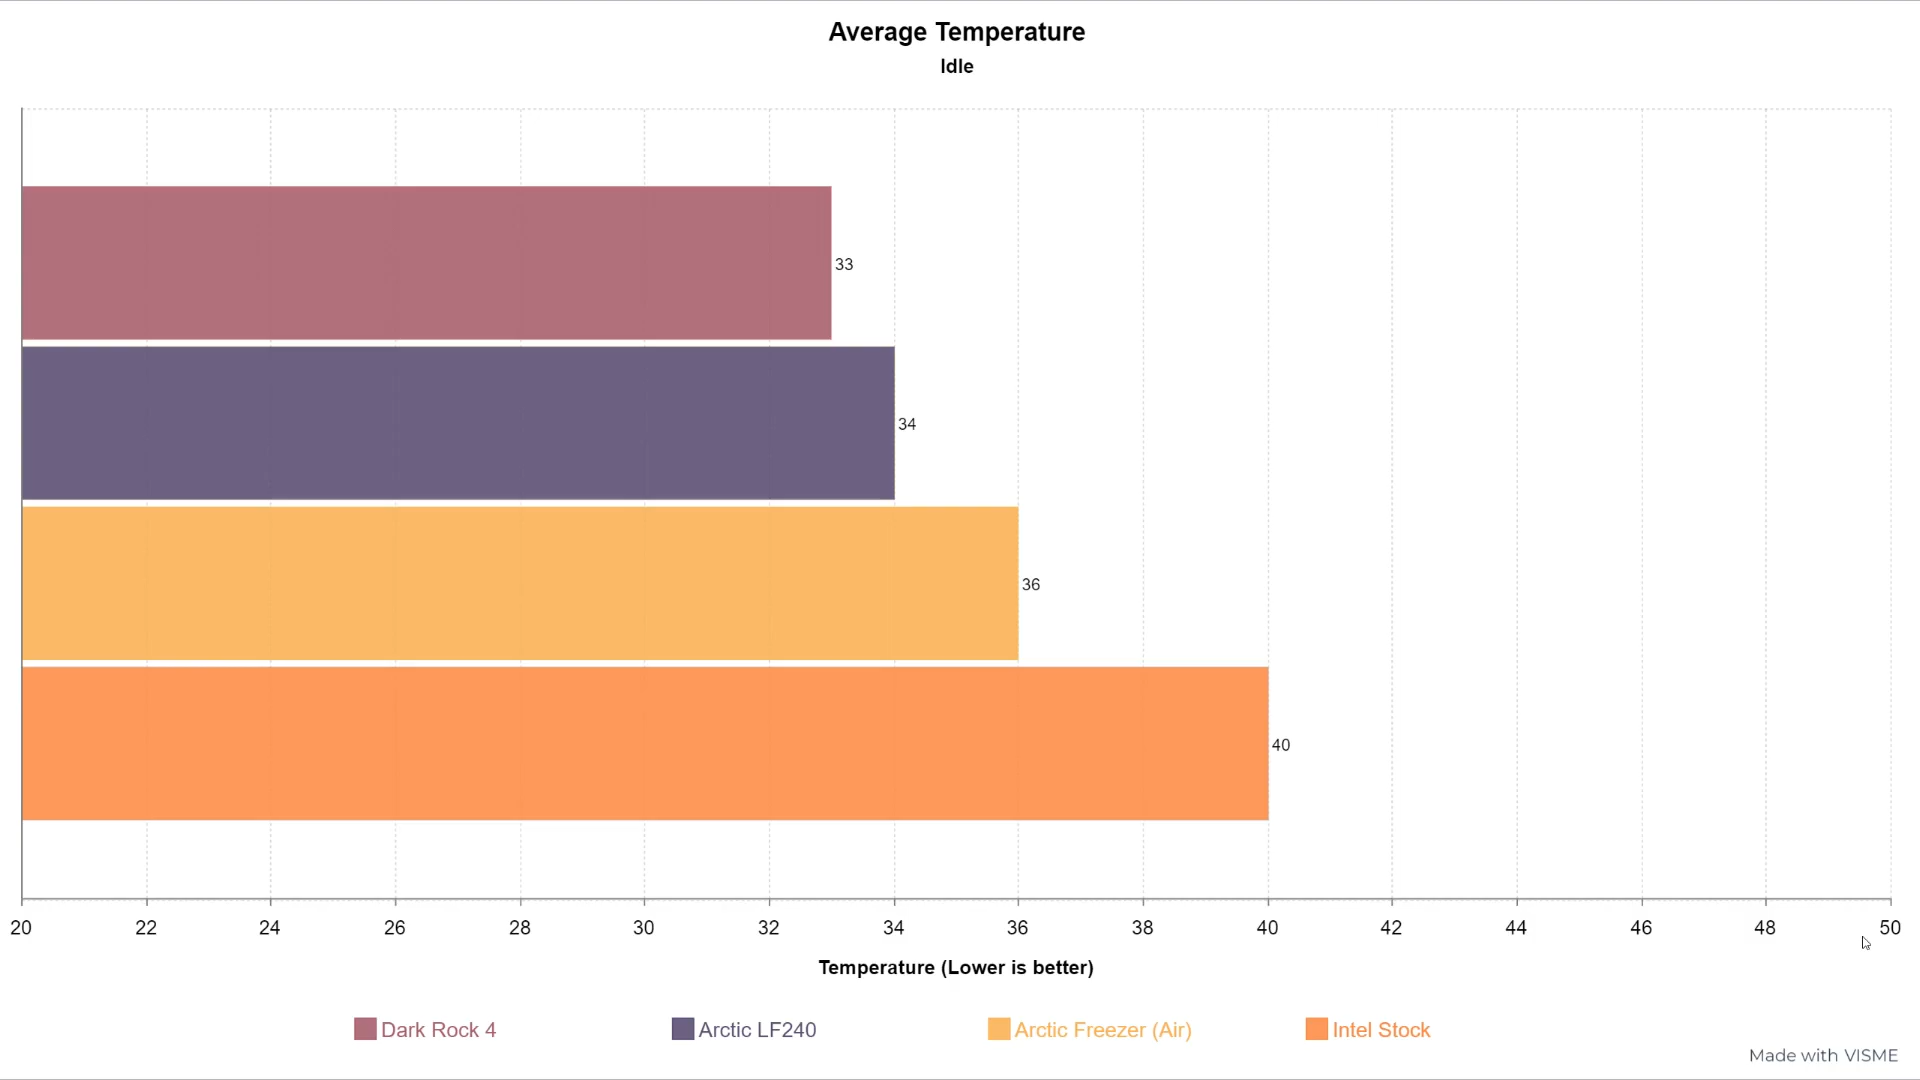 Average Temperature
Idle
33
34
36
40
20 22 24 26 28 30 32 34 36 38 40 42 44 46 48 50
Temperature (Lower is better)
Dark Rock 4 Arctic LF240 Arctic Freezer (Air) Intel Stock
Made with VISME